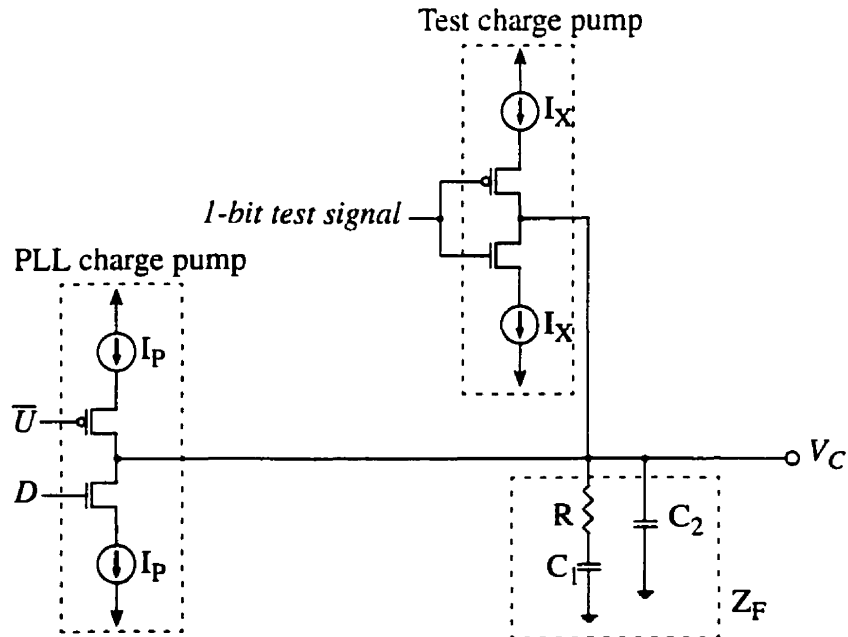 Test charge pump
I_X
1-bit test signal
PLL charge pump
I_X
I_P
U̅
V_C
D
R
C_2
I_P
C_1
Z_F